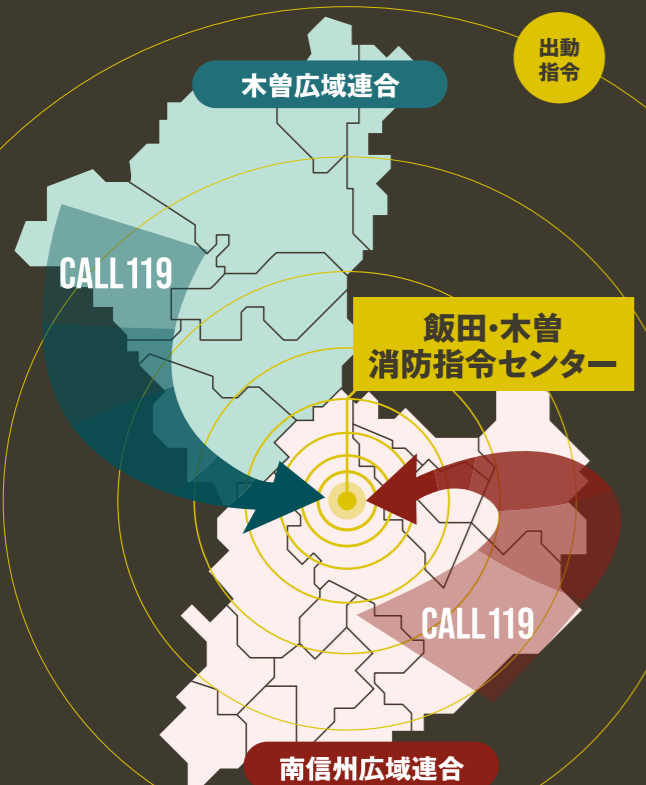 出動
指令
木曽広域連合
CALL 119
飯田・木曽
消防指令センター
CALL 119
南信州広域連合